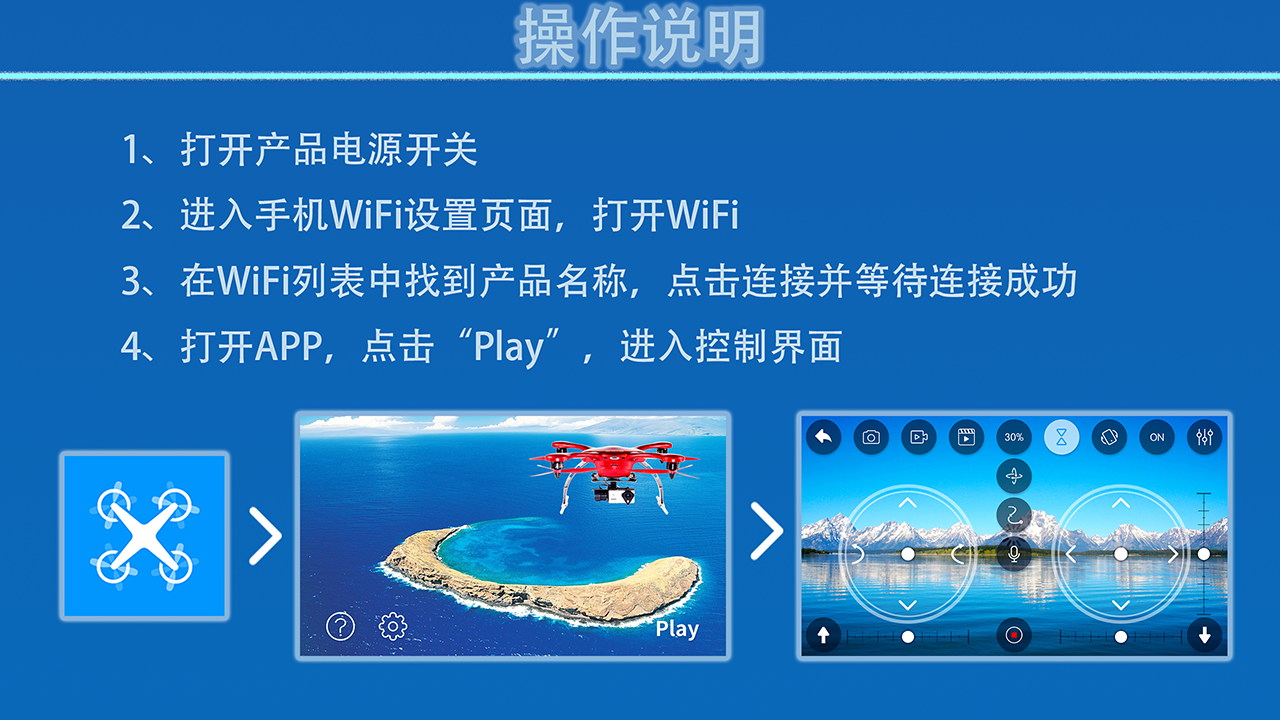 操作说明
1、打开产品电源开关
2、进入手机WiFi设置页面，打开WiFi
3、在WiFi列表中找到产品名称，点击连接并等待连接成功
4、打开APP，点击“Play”，进入控制界面
Play
30%
ON